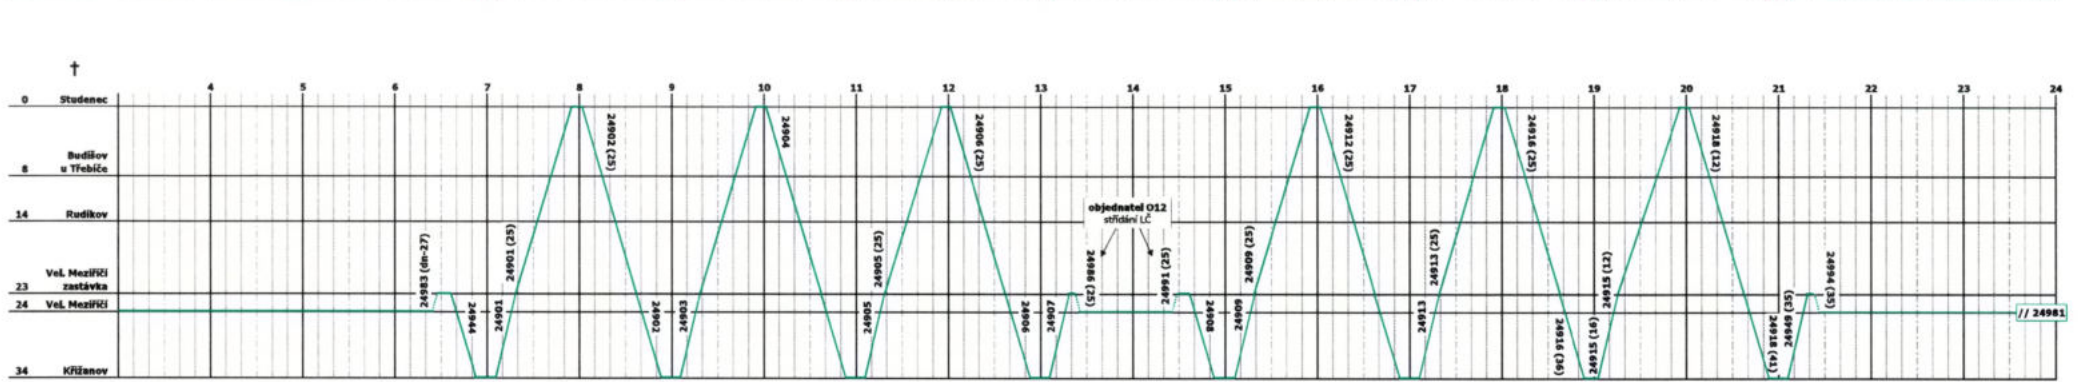 †
4 5 6 7 8 9 10 11 12 13 14 15 16 17 18 19 20 21 22 23 24
0 Studenec
24902 (25)
24904
24906 (25)
24912 (25)
24916 (25)
24918 (12)
Budišov
8 u Třebíče
14 Rudíkov
objednatel O12
střídání LČ
24983 (dn-27)
24901 (25)
24905 (25)
24986 (25)
24991 (25)
24909 (25)
24913 (25)
24915 (12)
24994 (35)
Vel. Meziříčí
23 zastávka
24 Vel. Meziříčí
24944
24901
24902
24903
24905
24906
24907
24908
24909
24913
24916 (36)
24915 (16)
24918 (41)
24949 (35)
// 24981
34 Křižanov